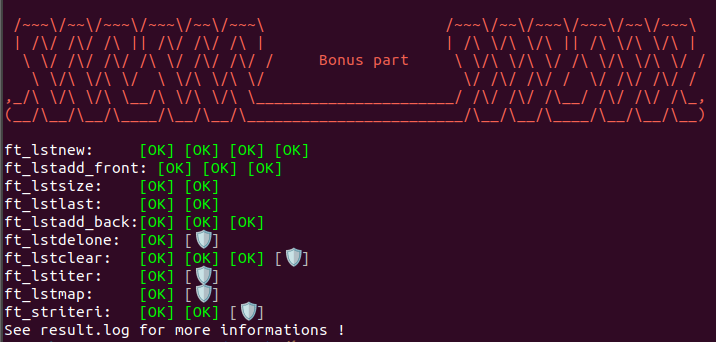 Bonus part
ft_lstnew: [OK] [OK] [OK] [OK]
ft_lstadd_front: [OK] [OK] [OK]
ft_lstsize: [OK] [OK]
ft_lstlast: [OK] [OK]
ft_lstadd_back:[OK] [OK] [OK]
ft_lstdelone: [OK] [🛡️]
ft_lstclear: [OK] [OK] [OK] [🛡️]
ft_lstiter: [OK] [🛡️]
ft_lstmap: [OK] [🛡️]
ft_striteri: [OK] [OK] [🛡️]
See result.log for more informations !